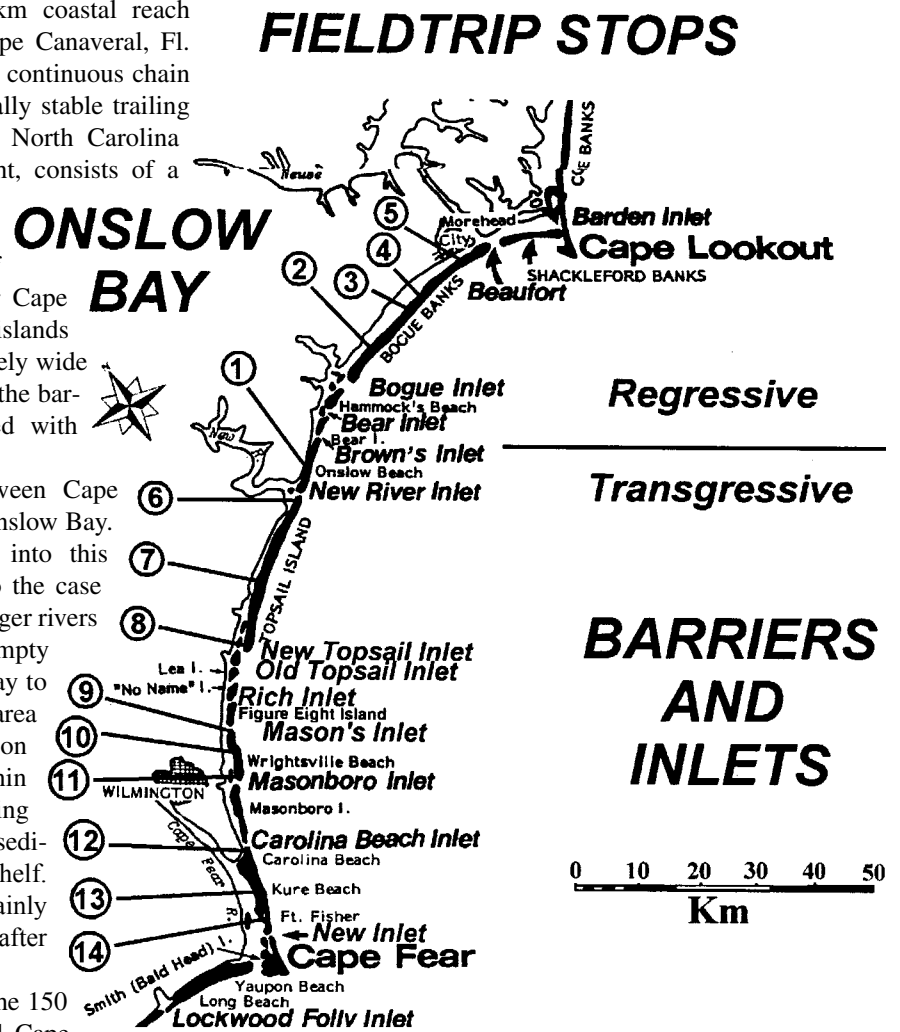 km coastal reach
pe Canaveral, Fl.
continuous chain
ally stable trailing
North Carolina
nt, consists of a
Cape
islands
ely wide
the bar-
ed with
ween Cape
nslow Bay.
into this
o the case
ger rivers
mpty
ay to
area
on
hin
ing
sedi-
helf.
ainly
after
he 150
d Cape
FIELDTRIP STOPS
ONSLOW
BAY
Neuse
BANKS
5
Morehead
City
Barden Inlet
Cape Lookout
SHACKLEFORD BANKS
Beaufort
4
2
3
BOGUE BANKS
1
Bogue Inlet
Hammock's Beach
Bear Inlet
Bear I.
Brown's Inlet
Onslow Beach
New
New River Inlet
6
Regressive
Transgressive
7
TOPSAIL ISLAND
8
New Topsail Inlet
Old Topsail Inlet
Lea I.
"No Name" I.
9
Rich Inlet
Figure Eight Island
Mason's Inlet
10
Wrightsville Beach
11
Masonboro Inlet
WILMINGTON
Masonboro I.
Cape Fear R.
12
Carolina Beach Inlet
Carolina Beach
13
Kure Beach
Ft. Fisher
14
New Inlet
Cape Fear
Smith (Bald Head) I.
Yaupon Beach
Long Beach
Lockwood Folly Inlet
BARRIERS
AND
INLETS
0 10 20 30 40 50
Km